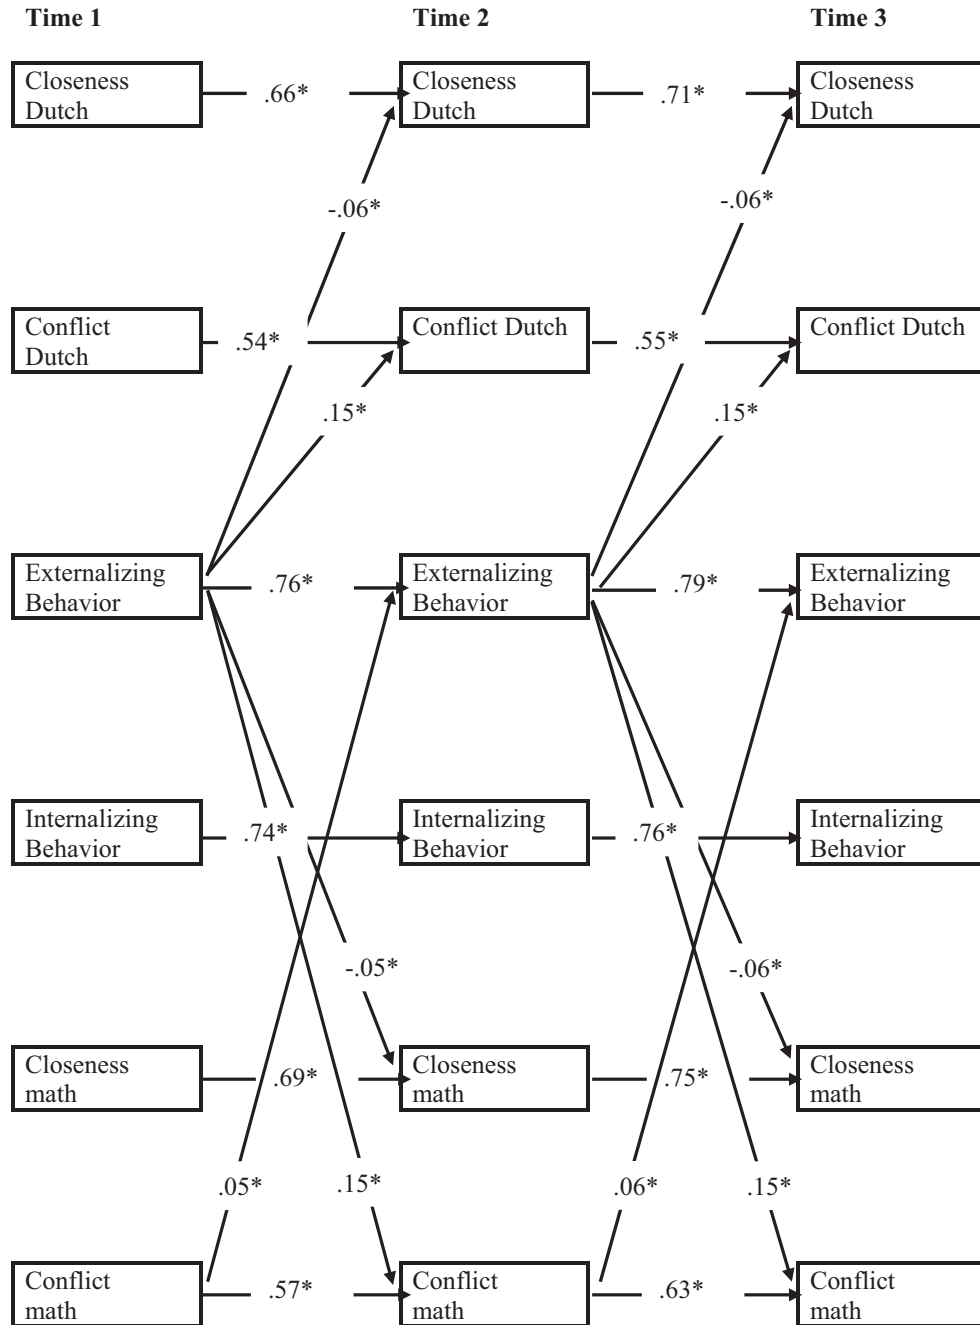 Time 1 Time 2 Time 3
Closeness
Dutch
.66*
Closeness
Dutch
.71*
Closeness
Dutch
-.06*
-.06*
Conflict
Dutch
.54*
Conflict Dutch
.55*
Conflict Dutch
.15*
.15*
Externalizing
Behavior
.76*
Externalizing
Behavior
.79*
Externalizing
Behavior
Internalizing
Behavior
.74*
Internalizing
Behavior
.76*
Internalizing
Behavior
-.05*
-.06*
Closeness
math
.69*
Closeness
math
.75*
Closeness
math
.05*
.15*
.06*
.15*
Conflict
math
.57*
Conflict
math
.63*
Conflict
math